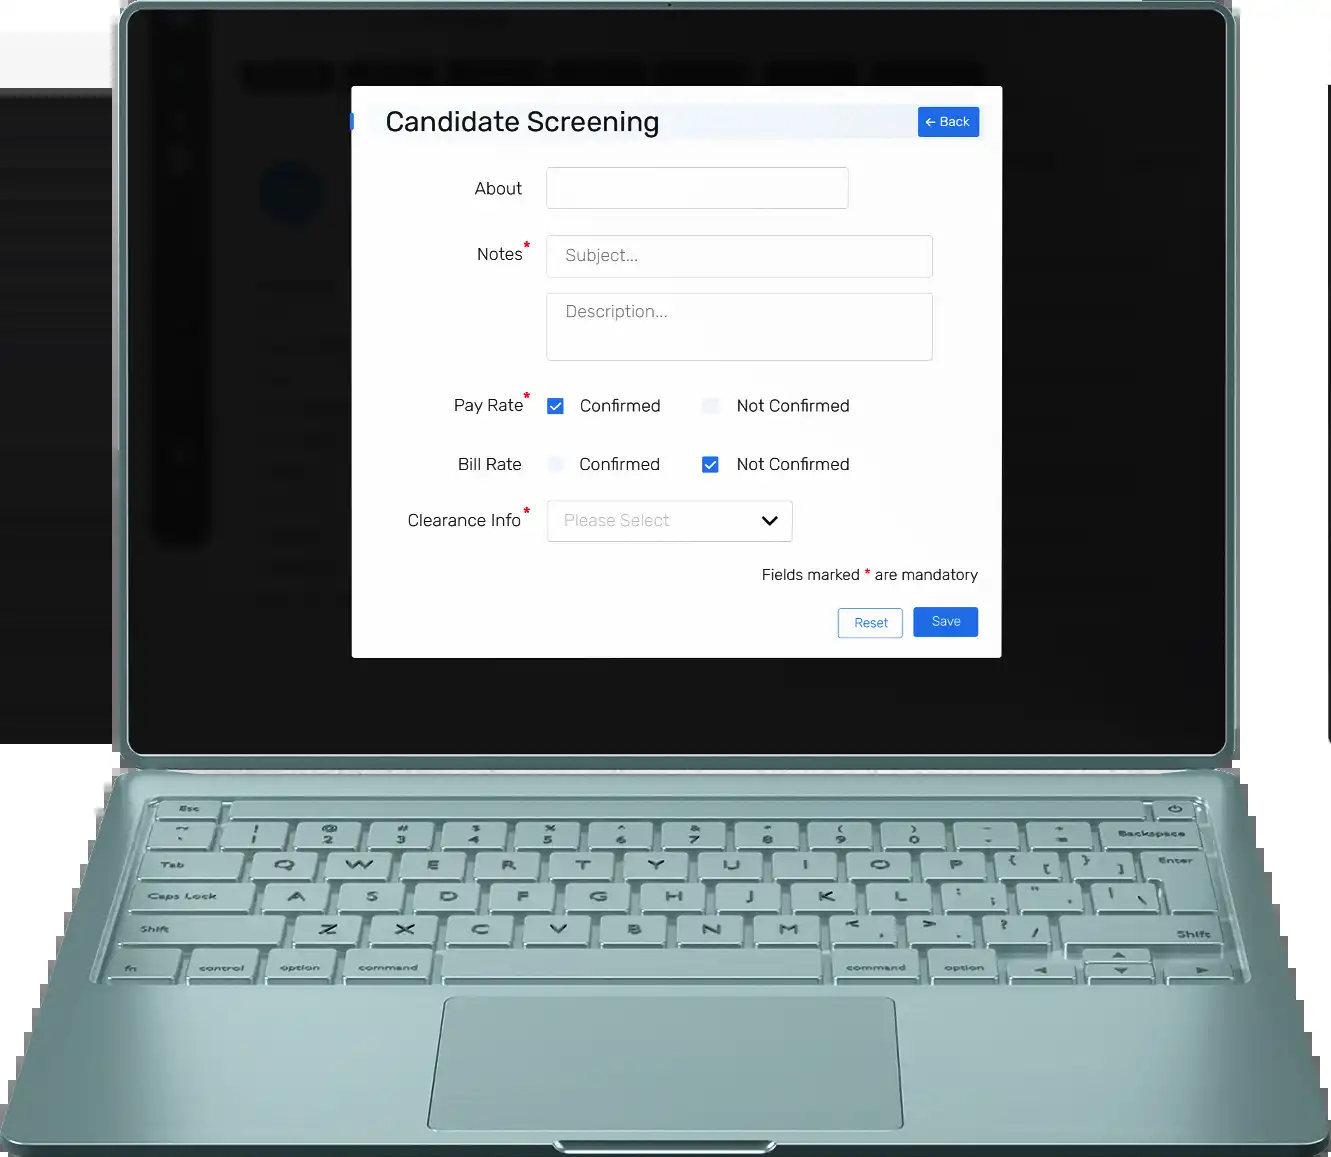 Candidate Screening
← Back
About
Notes*
Subject...
Description...
Pay Rate* Confirmed Not Confirmed
Bill Rate Confirmed Not Confirmed
Clearance Info* Please Select
Fields marked * are mandatory
Reset Save
Esc
~ ! @ # $ % ^ & * ( ) - +
` 1 2 3 4 5 6 7 8 9 0 - = Backspace
Tab Q W E R T Y U I O P { [ } ] Enter
Caps Lock A S D F G H J K L : ; " ' | \
Shift Z X C V B N M < , > . ? / Shift
fn control option command command option